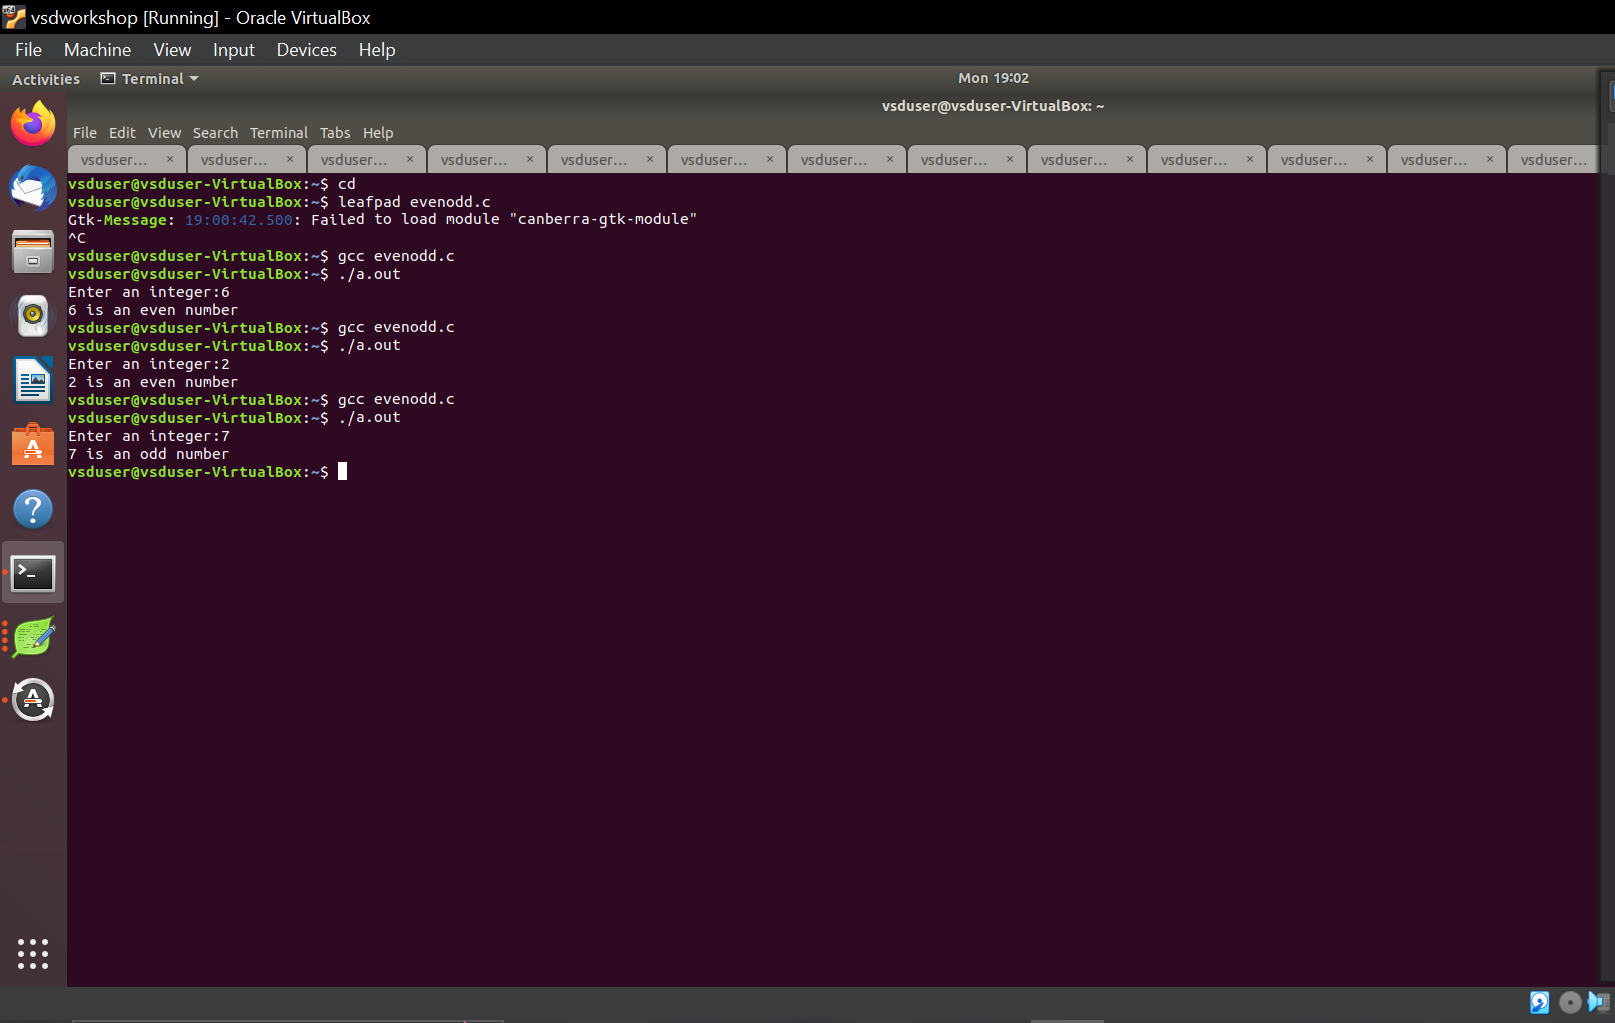 vsdworkshop [Running] - Oracle VirtualBox
File Machine View Input Devices Help
Activities Terminal Mon 19:02
vsduser@vsduser-VirtualBox: ~
File Edit View Search Terminal Tabs Help
vsduser... × vsduser... × vsduser... × vsduser... × vsduser... × vsduser... × vsduser... × vsduser... × vsduser... × vsduser... × vsduser... × vsduser... × vsduser...
vsduser@vsduser-VirtualBox:~$ cd
vsduser@vsduser-VirtualBox:~$ leafpad evenodd.c
Gtk-Message: 19:00:42.500: Failed to load module "canberra-gtk-module"
^C
vsduser@vsduser-VirtualBox:~$ gcc evenodd.c
vsduser@vsduser-VirtualBox:~$ ./a.out
Enter an integer:6
6 is an even number
vsduser@vsduser-VirtualBox:~$ gcc evenodd.c
vsduser@vsduser-VirtualBox:~$ ./a.out
Enter an integer:2
2 is an even number
vsduser@vsduser-VirtualBox:~$ gcc evenodd.c
vsduser@vsduser-VirtualBox:~$ ./a.out
Enter an integer:7
7 is an odd number
vsduser@vsduser-VirtualBox:~$